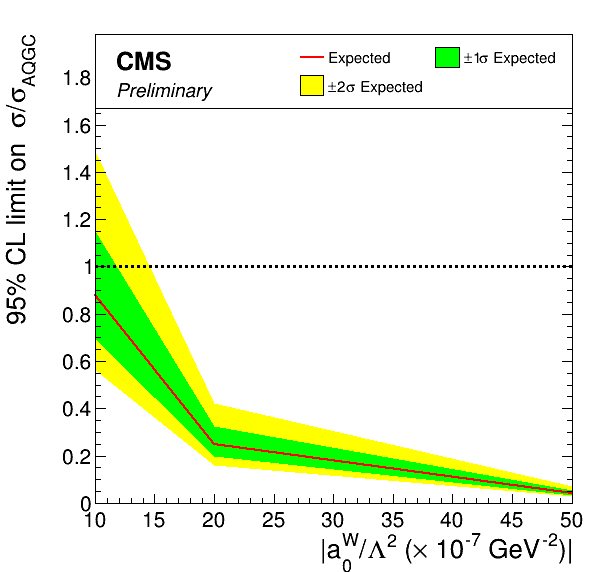 CMS
Preliminary
Expected
±1σ Expected
±2σ Expected
95% CL limit on σ/σ_AQGC
1.8
1.6
1.4
1.2
1
0.8
0.6
0.4
0.2
0
10 15 20 25 30 35 40 45 50
|a₀ᵂ/Λ² (× 10⁻⁷ GeV⁻²)|